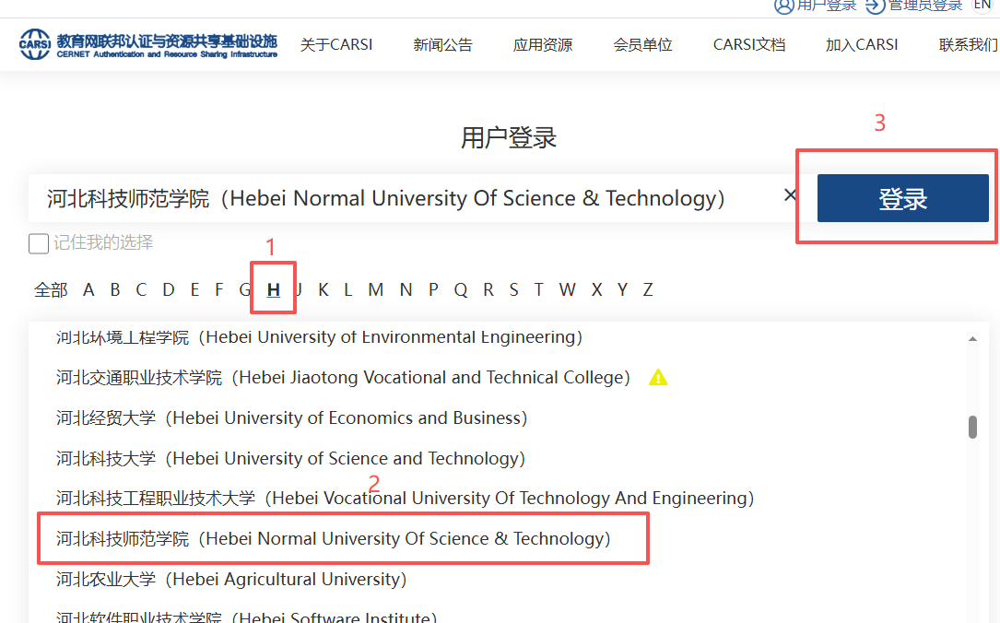 用户登录 管理员登录 EN
CARSI 教育网联邦认证与资源共享基础设施
CERNET Authentication and Resource Sharing Infrastructure
关于CARSI 新闻公告 应用资源 会员单位 CARSI文档 加入CARSI 联系我们
3
用户登录
河北科技师范学院（Hebei Normal University Of Science & Technology） ×
登录
记住我的选择
1
全部 A B C D E F G H J K L M N P Q R S T W X Y Z
河北环境工程学院（Hebei University of Environmental Engineering）
河北交通职业技术学院（Hebei Jiaotong Vocational and Technical College）
河北经贸大学（Hebei University of Economics and Business）
河北科技大学（Hebei University of Science and Technology）
2
河北科技工程职业技术大学（Hebei Vocational University Of Technology And Engineering）
河北科技师范学院（Hebei Normal University Of Science & Technology）
河北农业大学（Hebei Agricultural University）
河北软件职业技术学院（Hebei Software Institute）